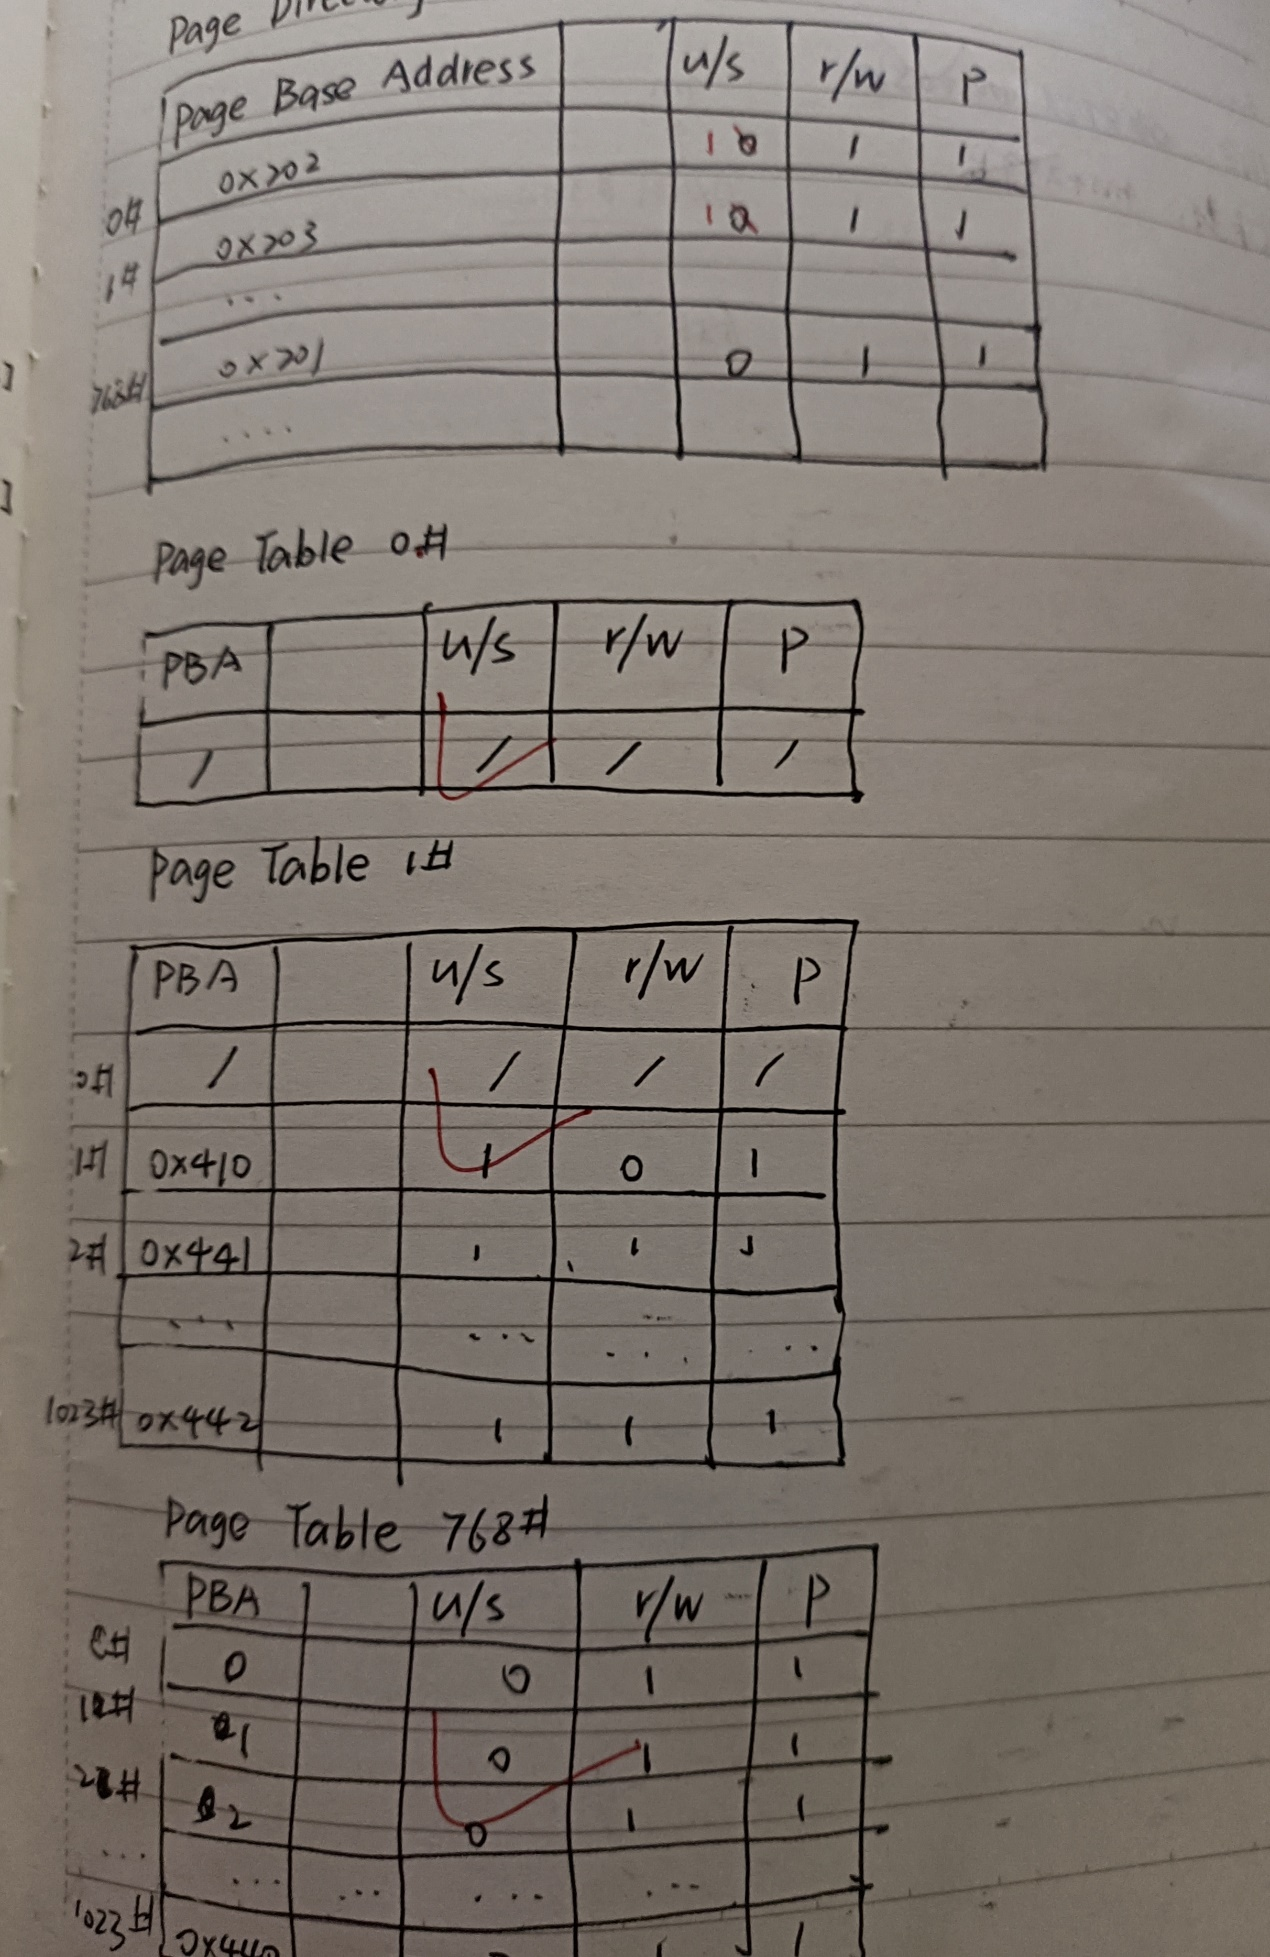 Page Directory
Page Base Address u/s r/w P
0x202 1 0 1 1
0# 0x203 1 0 1 1
1# ...
0x201 0 1 1
768# ....
Page Table 0#
PBA u/s r/w P
/ / / /
Page Table 1#
PBA u/s r/w P
0# / / / /
1# 0x410 1 0 1
2# 0x441 1 1 1
... ... ... ...
1023# 0x442 1 1 1
Page Table 768#
PBA u/s r/w P
0# 0 0 1 1
1# 1 0 1 1
2# 2 0 1 1
... ... ... ... ...
1023# 1